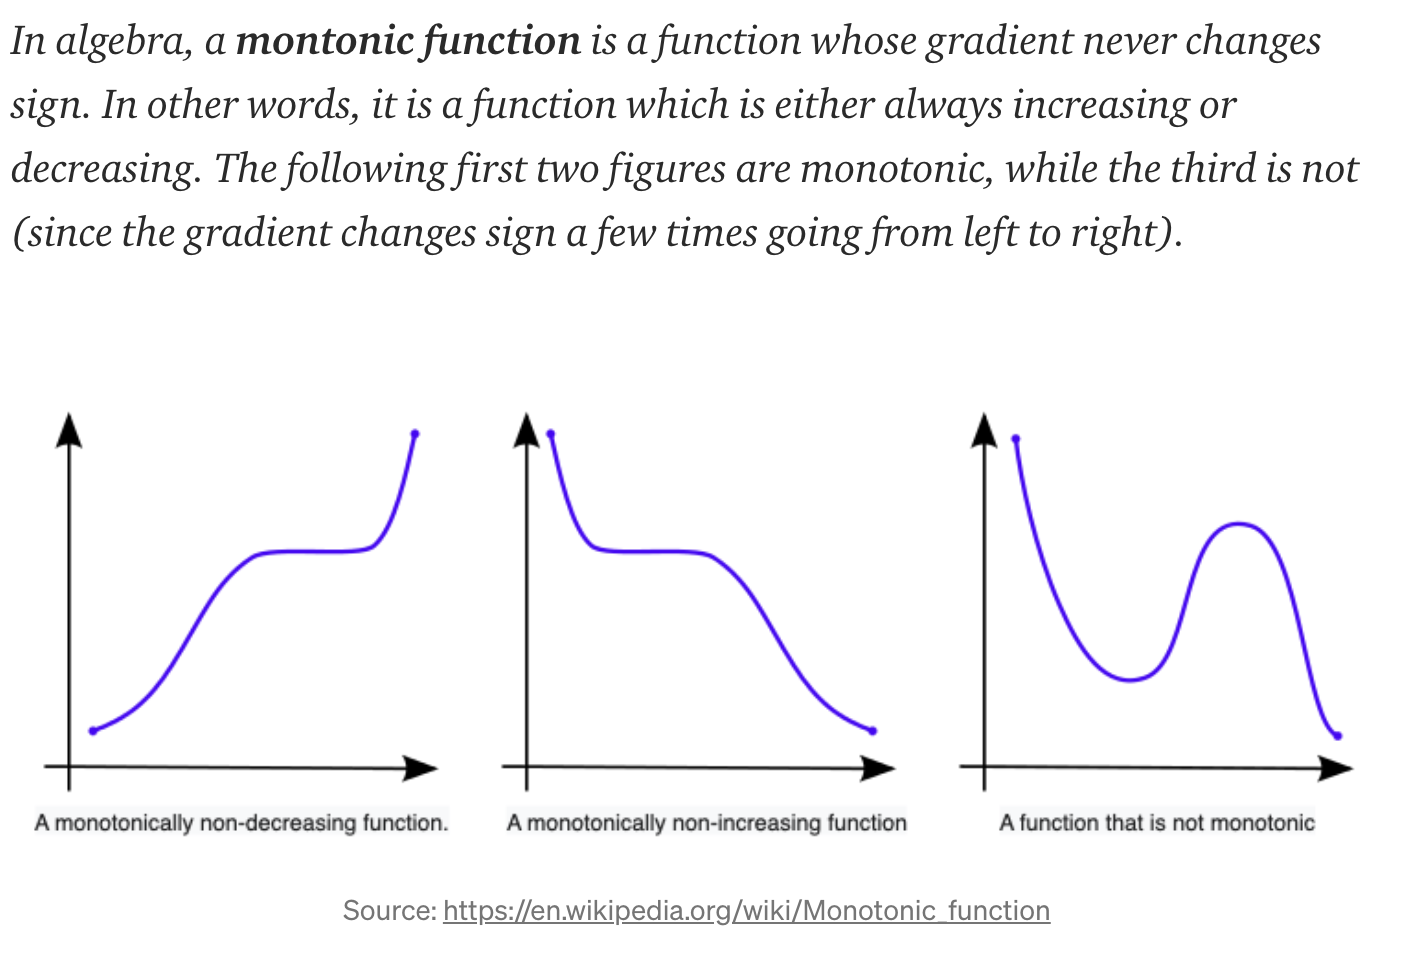 In algebra, a montonic function is a function whose gradient never changes
sign. In other words, it is a function which is either always increasing or
decreasing. The following first two figures are monotonic, while the third is not
(since the gradient changes sign a few times going from left to right).
A monotonically non-decreasing function.
A monotonically non-increasing function
A function that is not monotonic
Source: https://en.wikipedia.org/wiki/Monotonic_function